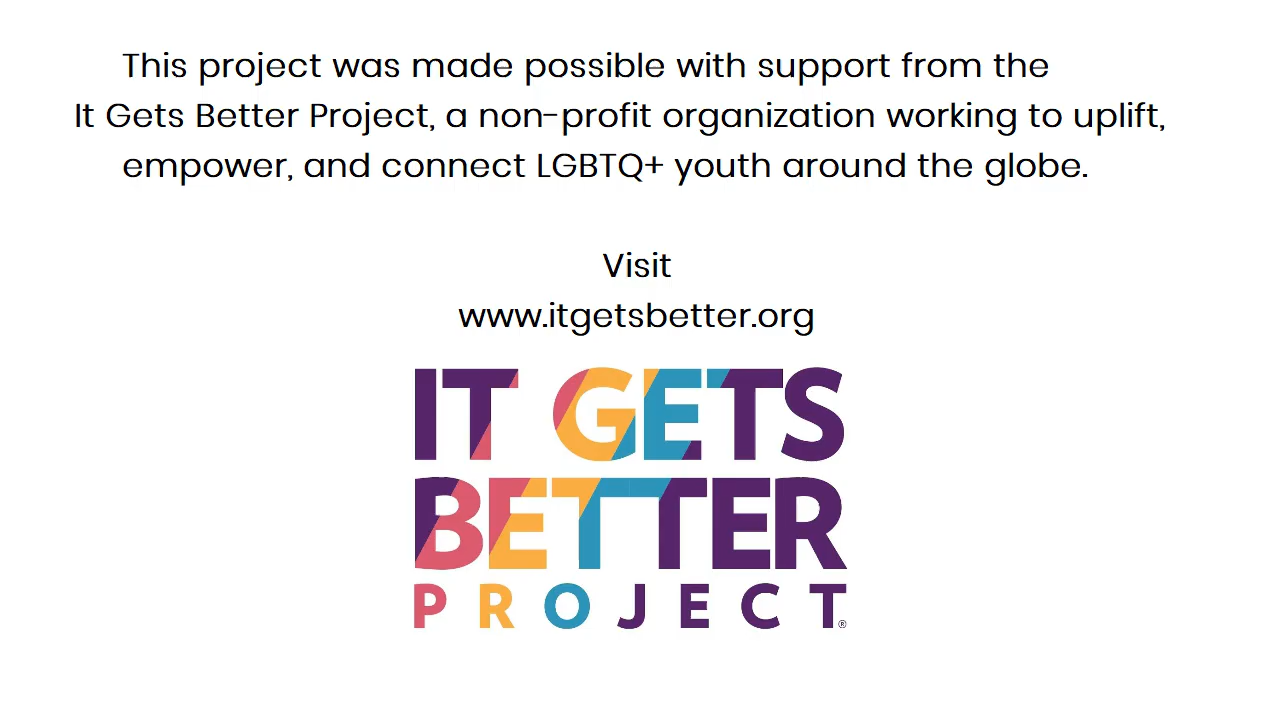 This project was made possible with support from the
It Gets Better Project, a non-profit organization working to uplift,
empower, and connect LGBTQ+ youth around the globe.
Visit
www.itgetsbetter.org
IT GETS
BETTER
PROJECT®